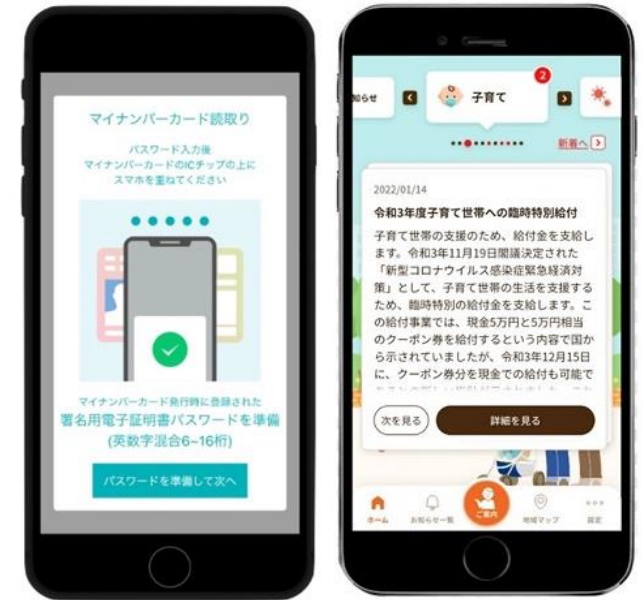 マイナンバーカード読取り
パスワード入力後
マイナンバーカードのICチップの上に
スマホを重ねてください
マイナンバーカード発行時に登録された
署名用電子証明書パスワードを準備
(英数字混合6~16桁)
パスワードを準備して次へ
知らせ
子育て
2
新着へ
2022/01/14
令和3年度子育て世帯への臨時特別給付
子育て世帯の支援のため、給付金を支給し
ます。令和3年11月19日閣議決定された
「新型コロナウイルス感染症緊急経済対
策」として、子育て世帯の生活を支援する
ため、臨時特別の給付金を支給します。こ
の給付事業では、現金5万円と5万円相当
のクーポン券を給付するという内容で国か
ら示されていましたが、令和3年12月15日
に、クーポン券分を現金での給付も可能で
次を見る
詳細を見る
ホーム
お知らせ一覧
ご案内
地域マップ
設定